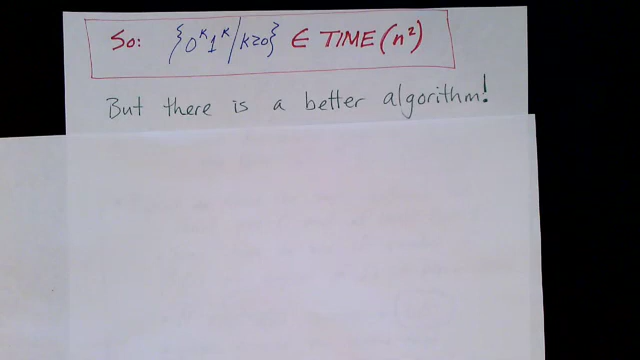 So: {0^k 1^k | k≥0} ∈ TIME(n²)
But there is a better algorithm!